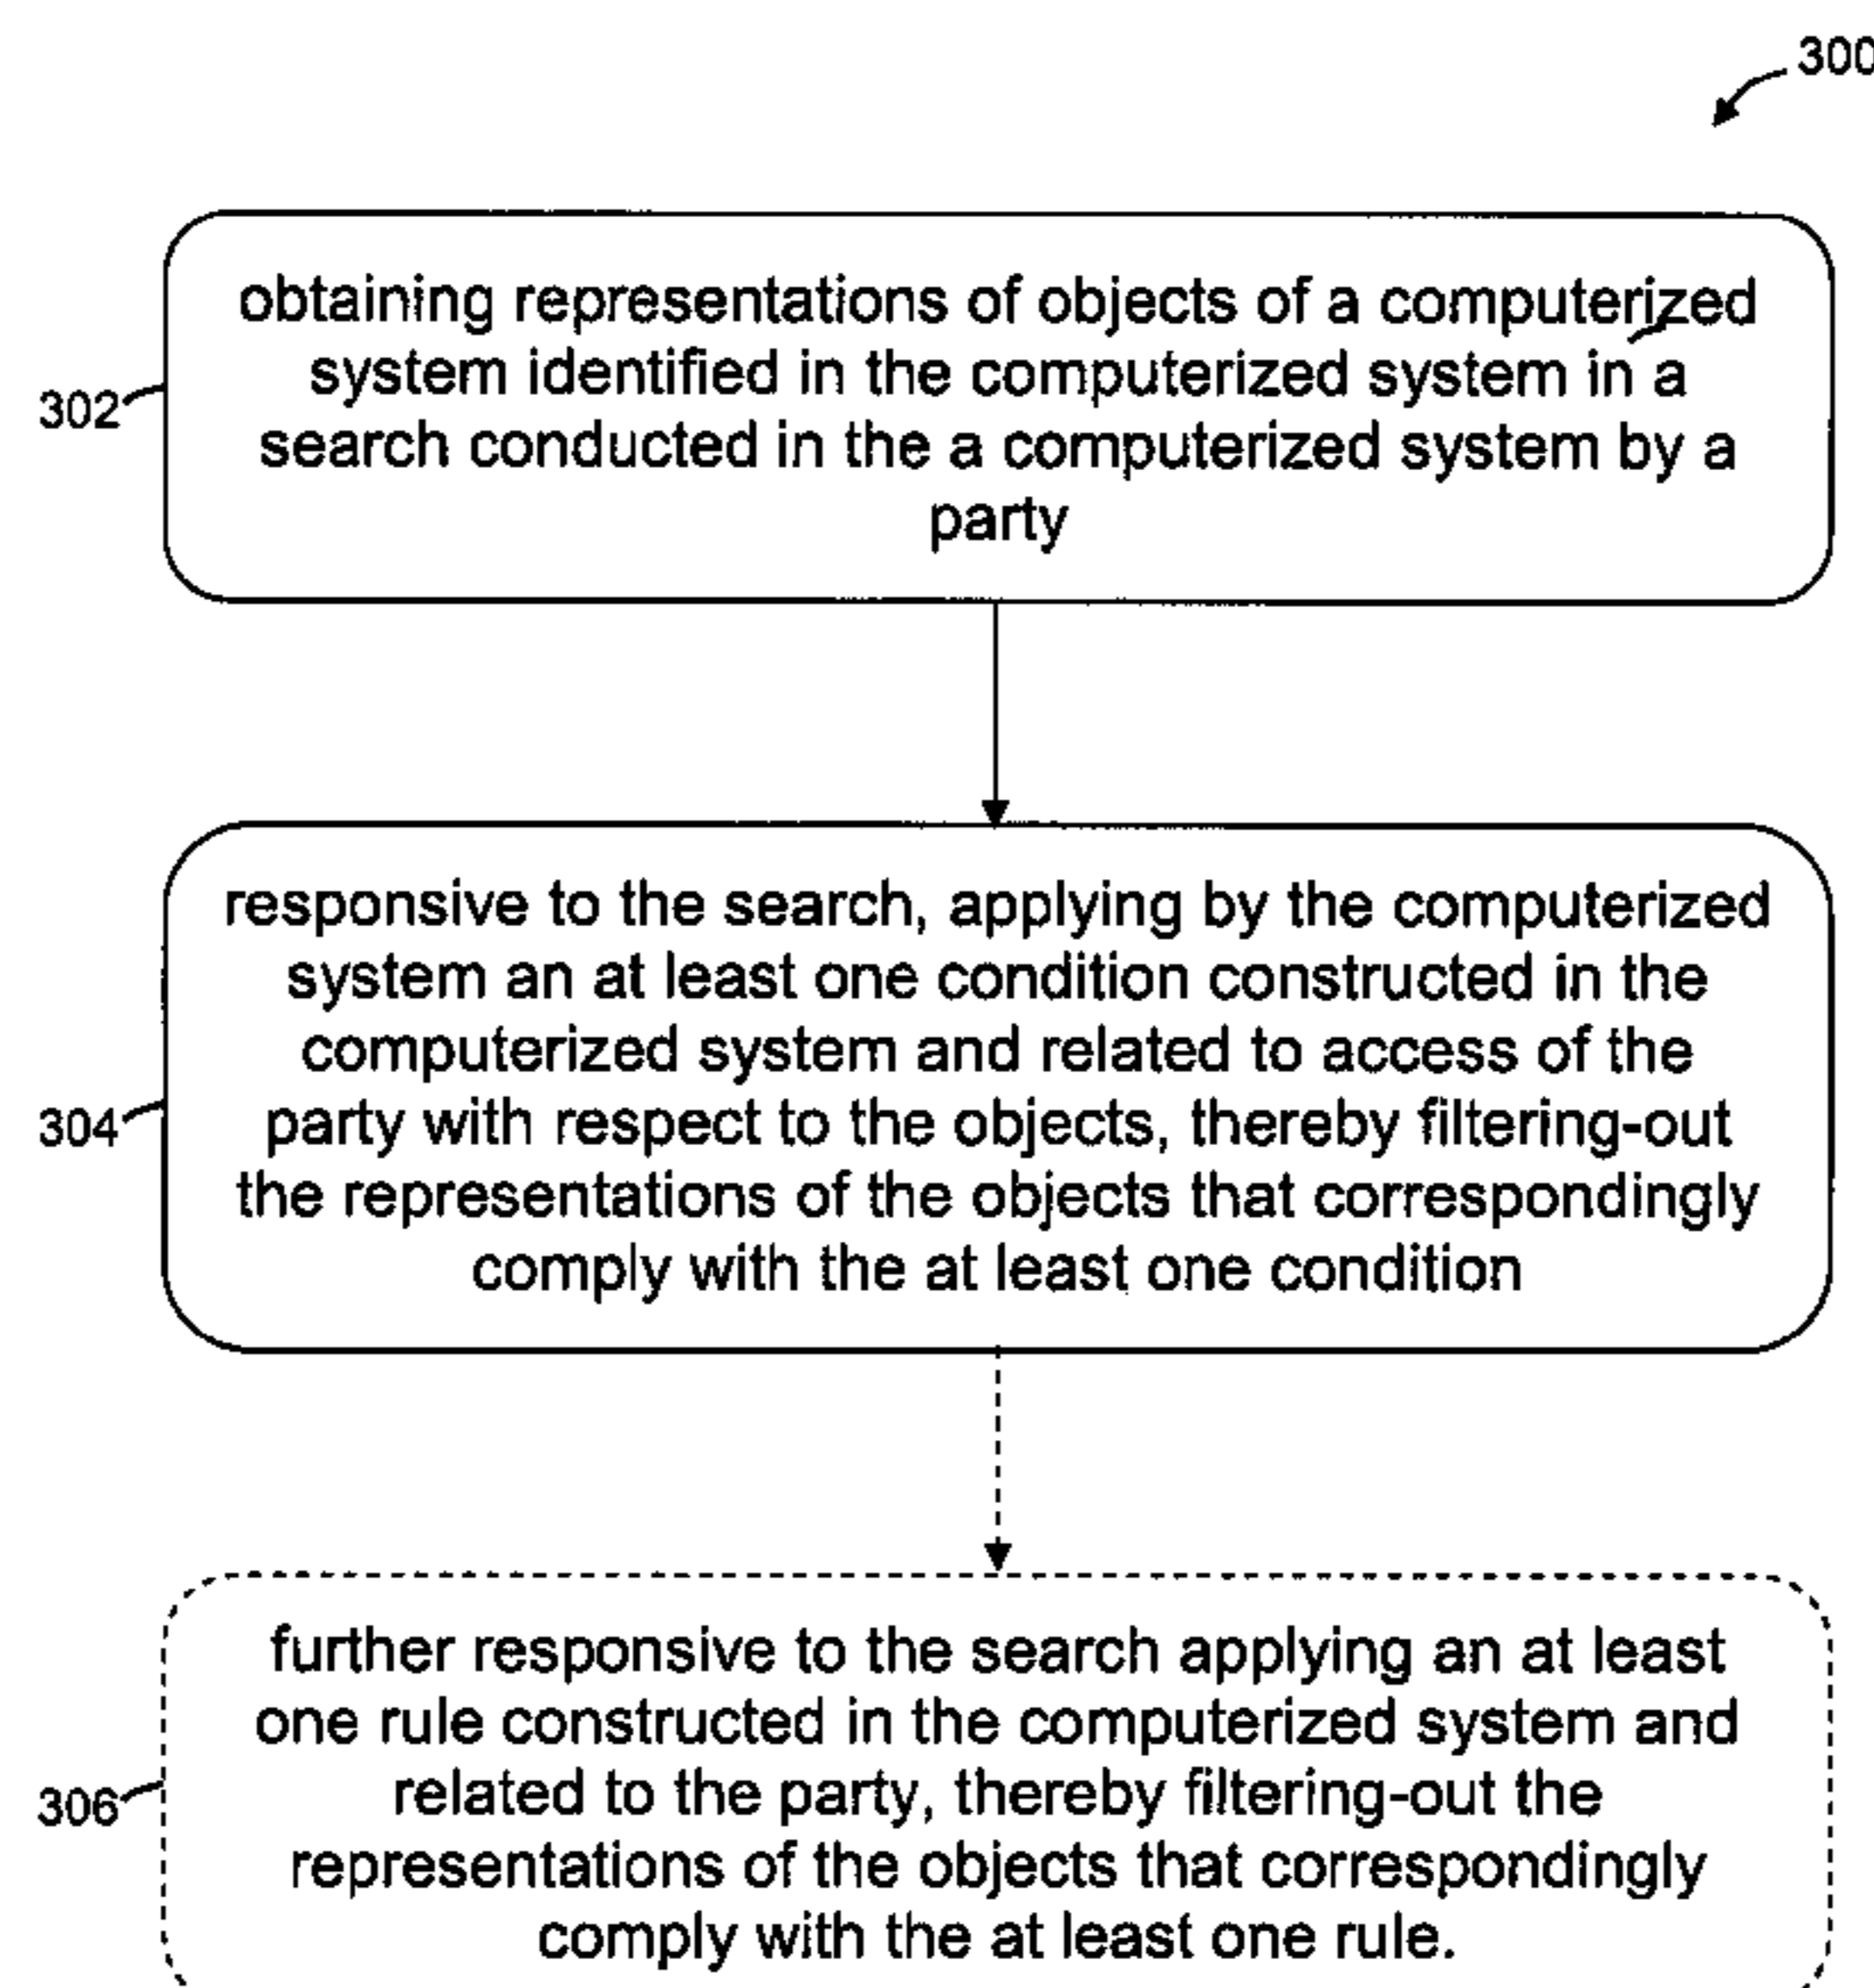 300
obtaining representations of objects of a computerized
system identified in the computerized system in a
search conducted in the a computerized system by a
party
302
responsive to the search, applying by the computerized
system an at least one condition constructed in the
computerized system and related to access of the
party with respect to the objects, thereby filtering-out
the representations of the objects that correspondingly
comply with the at least one condition
304
further responsive to the search applying an at least
one rule constructed in the computerized system and
related to the party, thereby filtering-out the
representations of the objects that correspondingly
comply with the at least one rule.
306